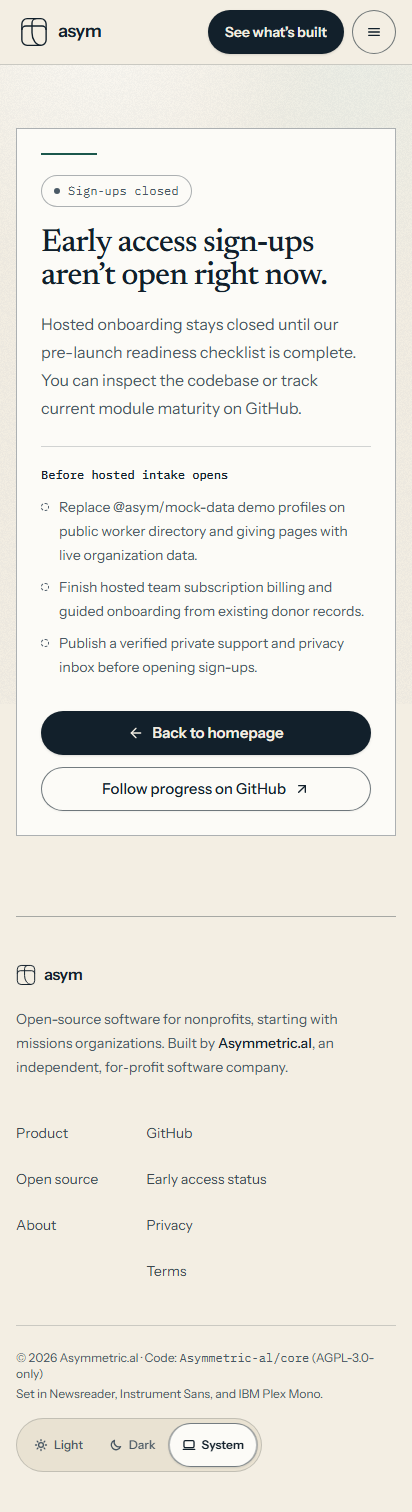 asym
See what's built
Sign-ups closed
Early access sign-ups
aren’t open right now.
Hosted onboarding stays closed until our
pre-launch readiness checklist is complete.
You can inspect the codebase or track
current module maturity on GitHub.
Before hosted intake opens
Replace @asym/mock-data demo profiles on
public worker directory and giving pages with
live organization data.
Finish hosted team subscription billing and
guided onboarding from existing donor records.
Publish a verified private support and privacy
inbox before opening sign-ups.
Back to homepage
Follow progress on GitHub
asym
Open-source software for nonprofits, starting with
missions organizations. Built by Asymmetric.al, an
independent, for-profit software company.
Product
GitHub
Open source
Early access status
About
Privacy
Terms
© 2026 Asymmetric.al · Code: Asymmetric-al/core (AGPL-3.0-
only)
Set in Newsreader, Instrument Sans, and IBM Plex Mono.
Light
Dark
System